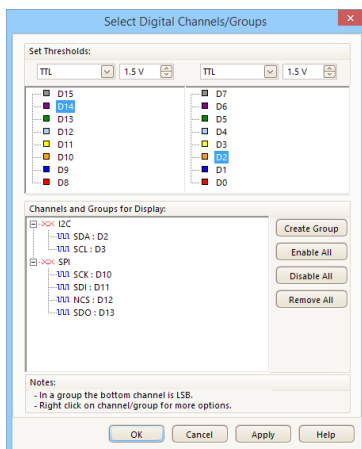 Select Digital Channels/Groups
Set Thresholds:
TTL 1.5 V TTL 1.5 V
D15 D7
D14 D6
D13 D5
D12 D4
D11 D3
D10 D2
D9 D1
D8 D0
Channels and Groups for Display:
I2C
SDA : D2
SCL : D3
SPI
SCK : D10
SDI : D11
NCS : D12
SDO : D13
Create Group
Enable All
Disable All
Remove All
Notes:
- In a group the bottom channel is LSB.
- Right click on channel/group for more options.
OK Cancel Apply Help